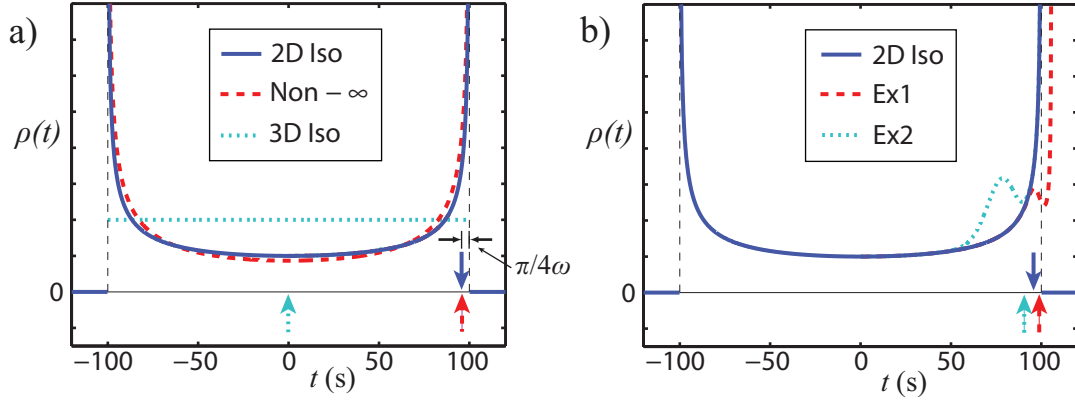 a)
2D Iso
Non − ∞
3D Iso
ρ(t)
π/4ω
0
−100 −50 0 50 100
t (s)
b)
2D Iso
Ex1
Ex2
ρ(t)
0
−100 −50 0 50 100
t (s)